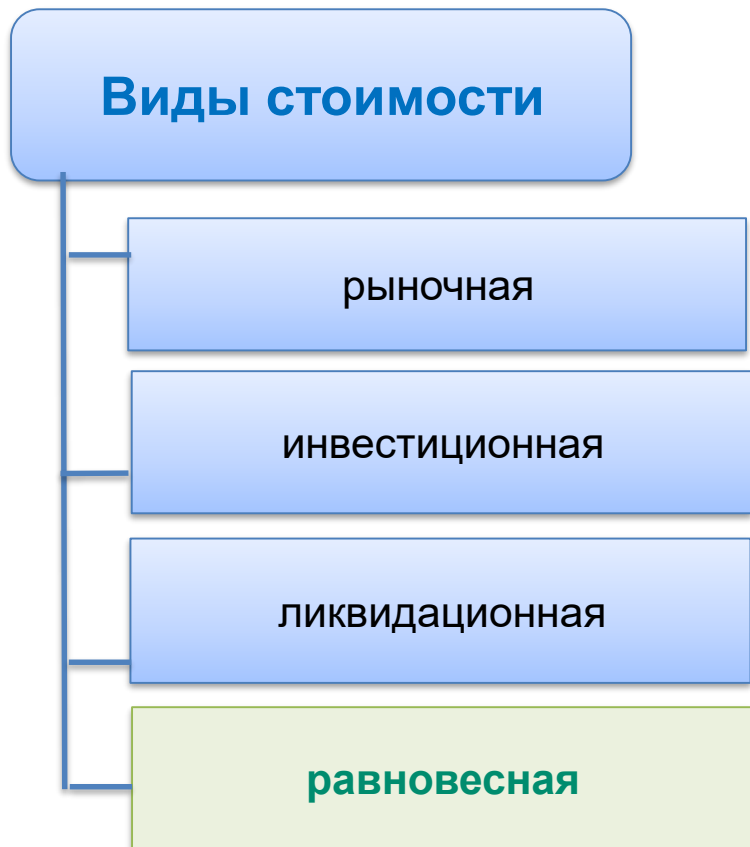 Виды стоимости
рыночная
инвестиционная
ликвидационная
равновесная